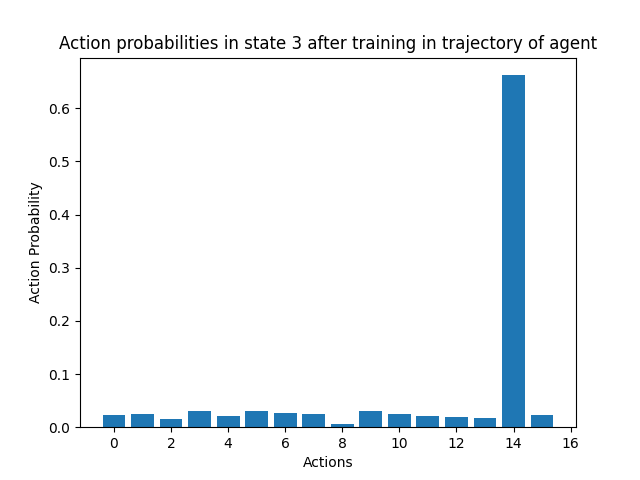 Action probabilities in state 3 after training in trajectory of agent
Action Probability
0.6
0.5
0.4
0.3
0.2
0.1
0.0
0 2 4 6 8 10 12 14 16
Actions